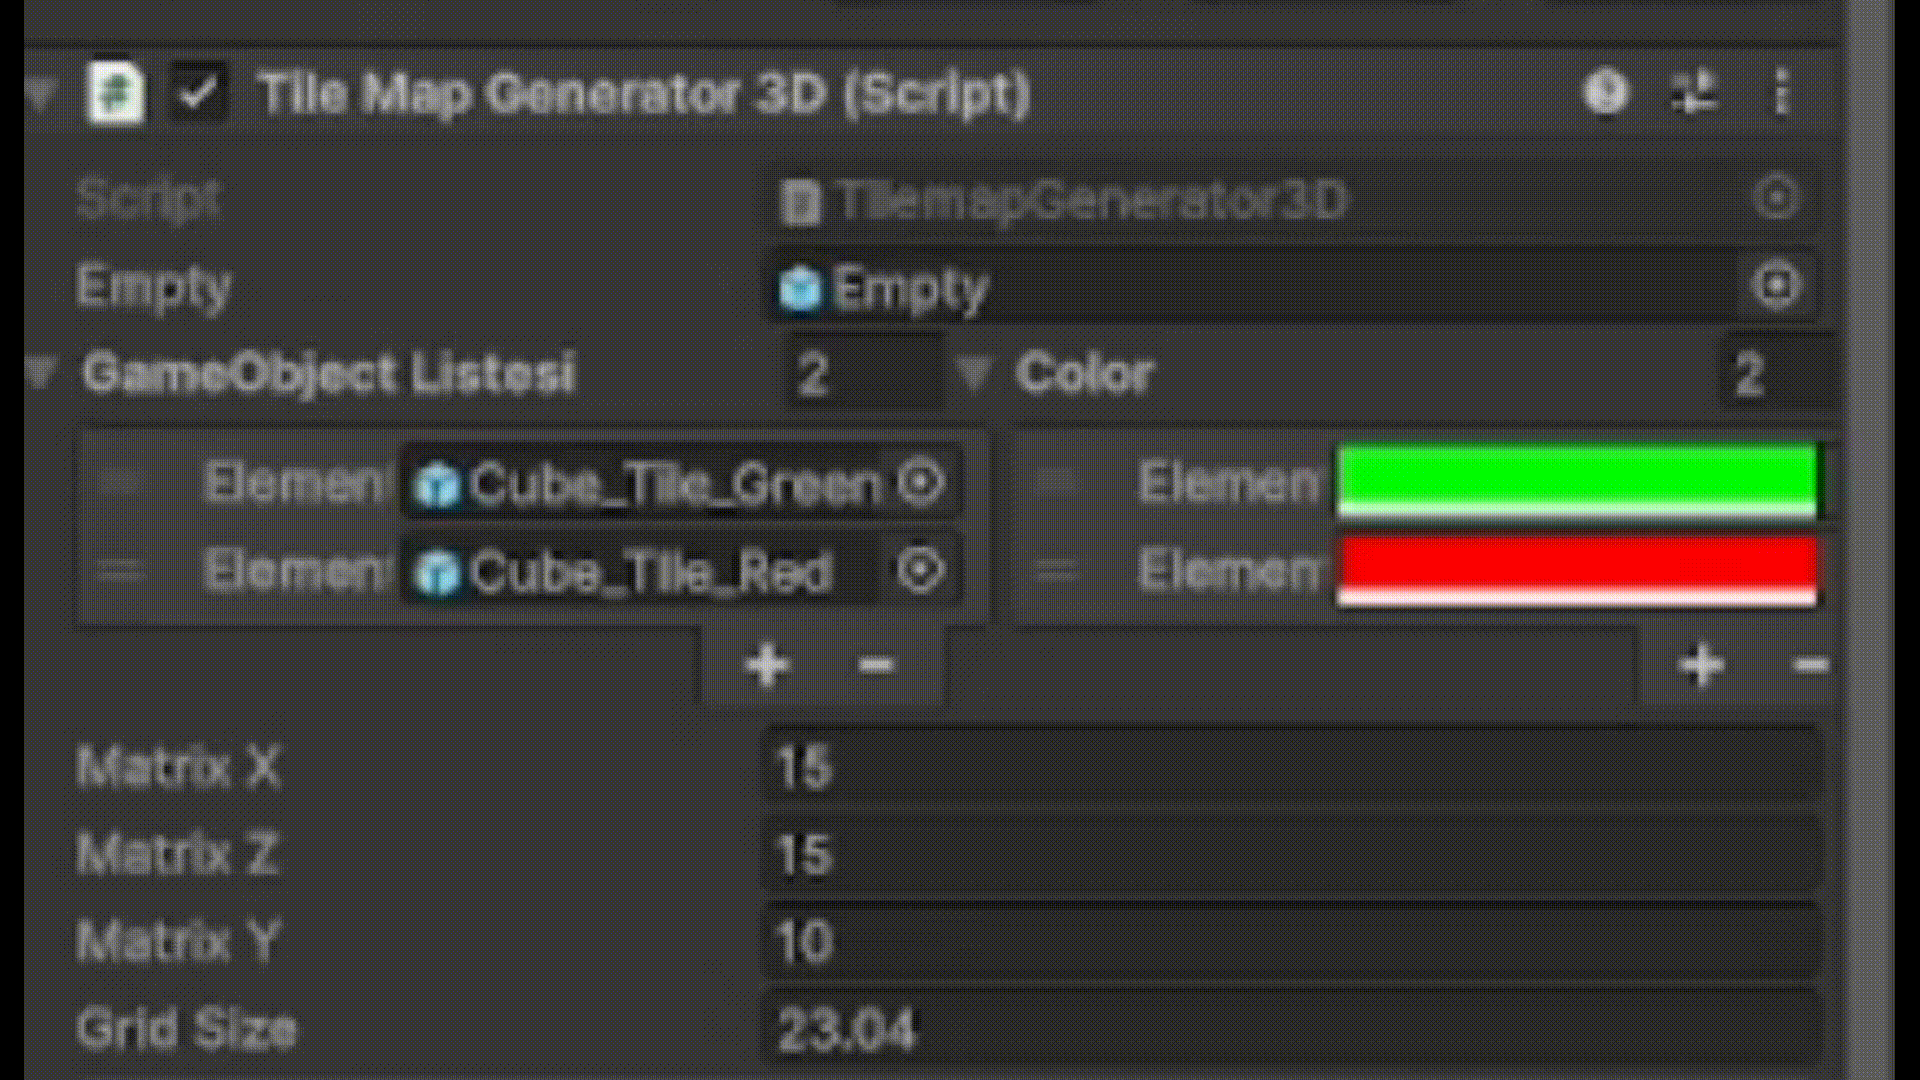 Tile Map Generator 3D (Script)
Script TilemapGenerator3D
Empty Empty
GameObject Listesi 2 Color 2
Elemen Cube_Tile_Green Elemen
Elemen Cube_Tile_Red Elemen
Matrix X 15
Matrix Z 15
Matrix Y 10
Grid Size 23.04